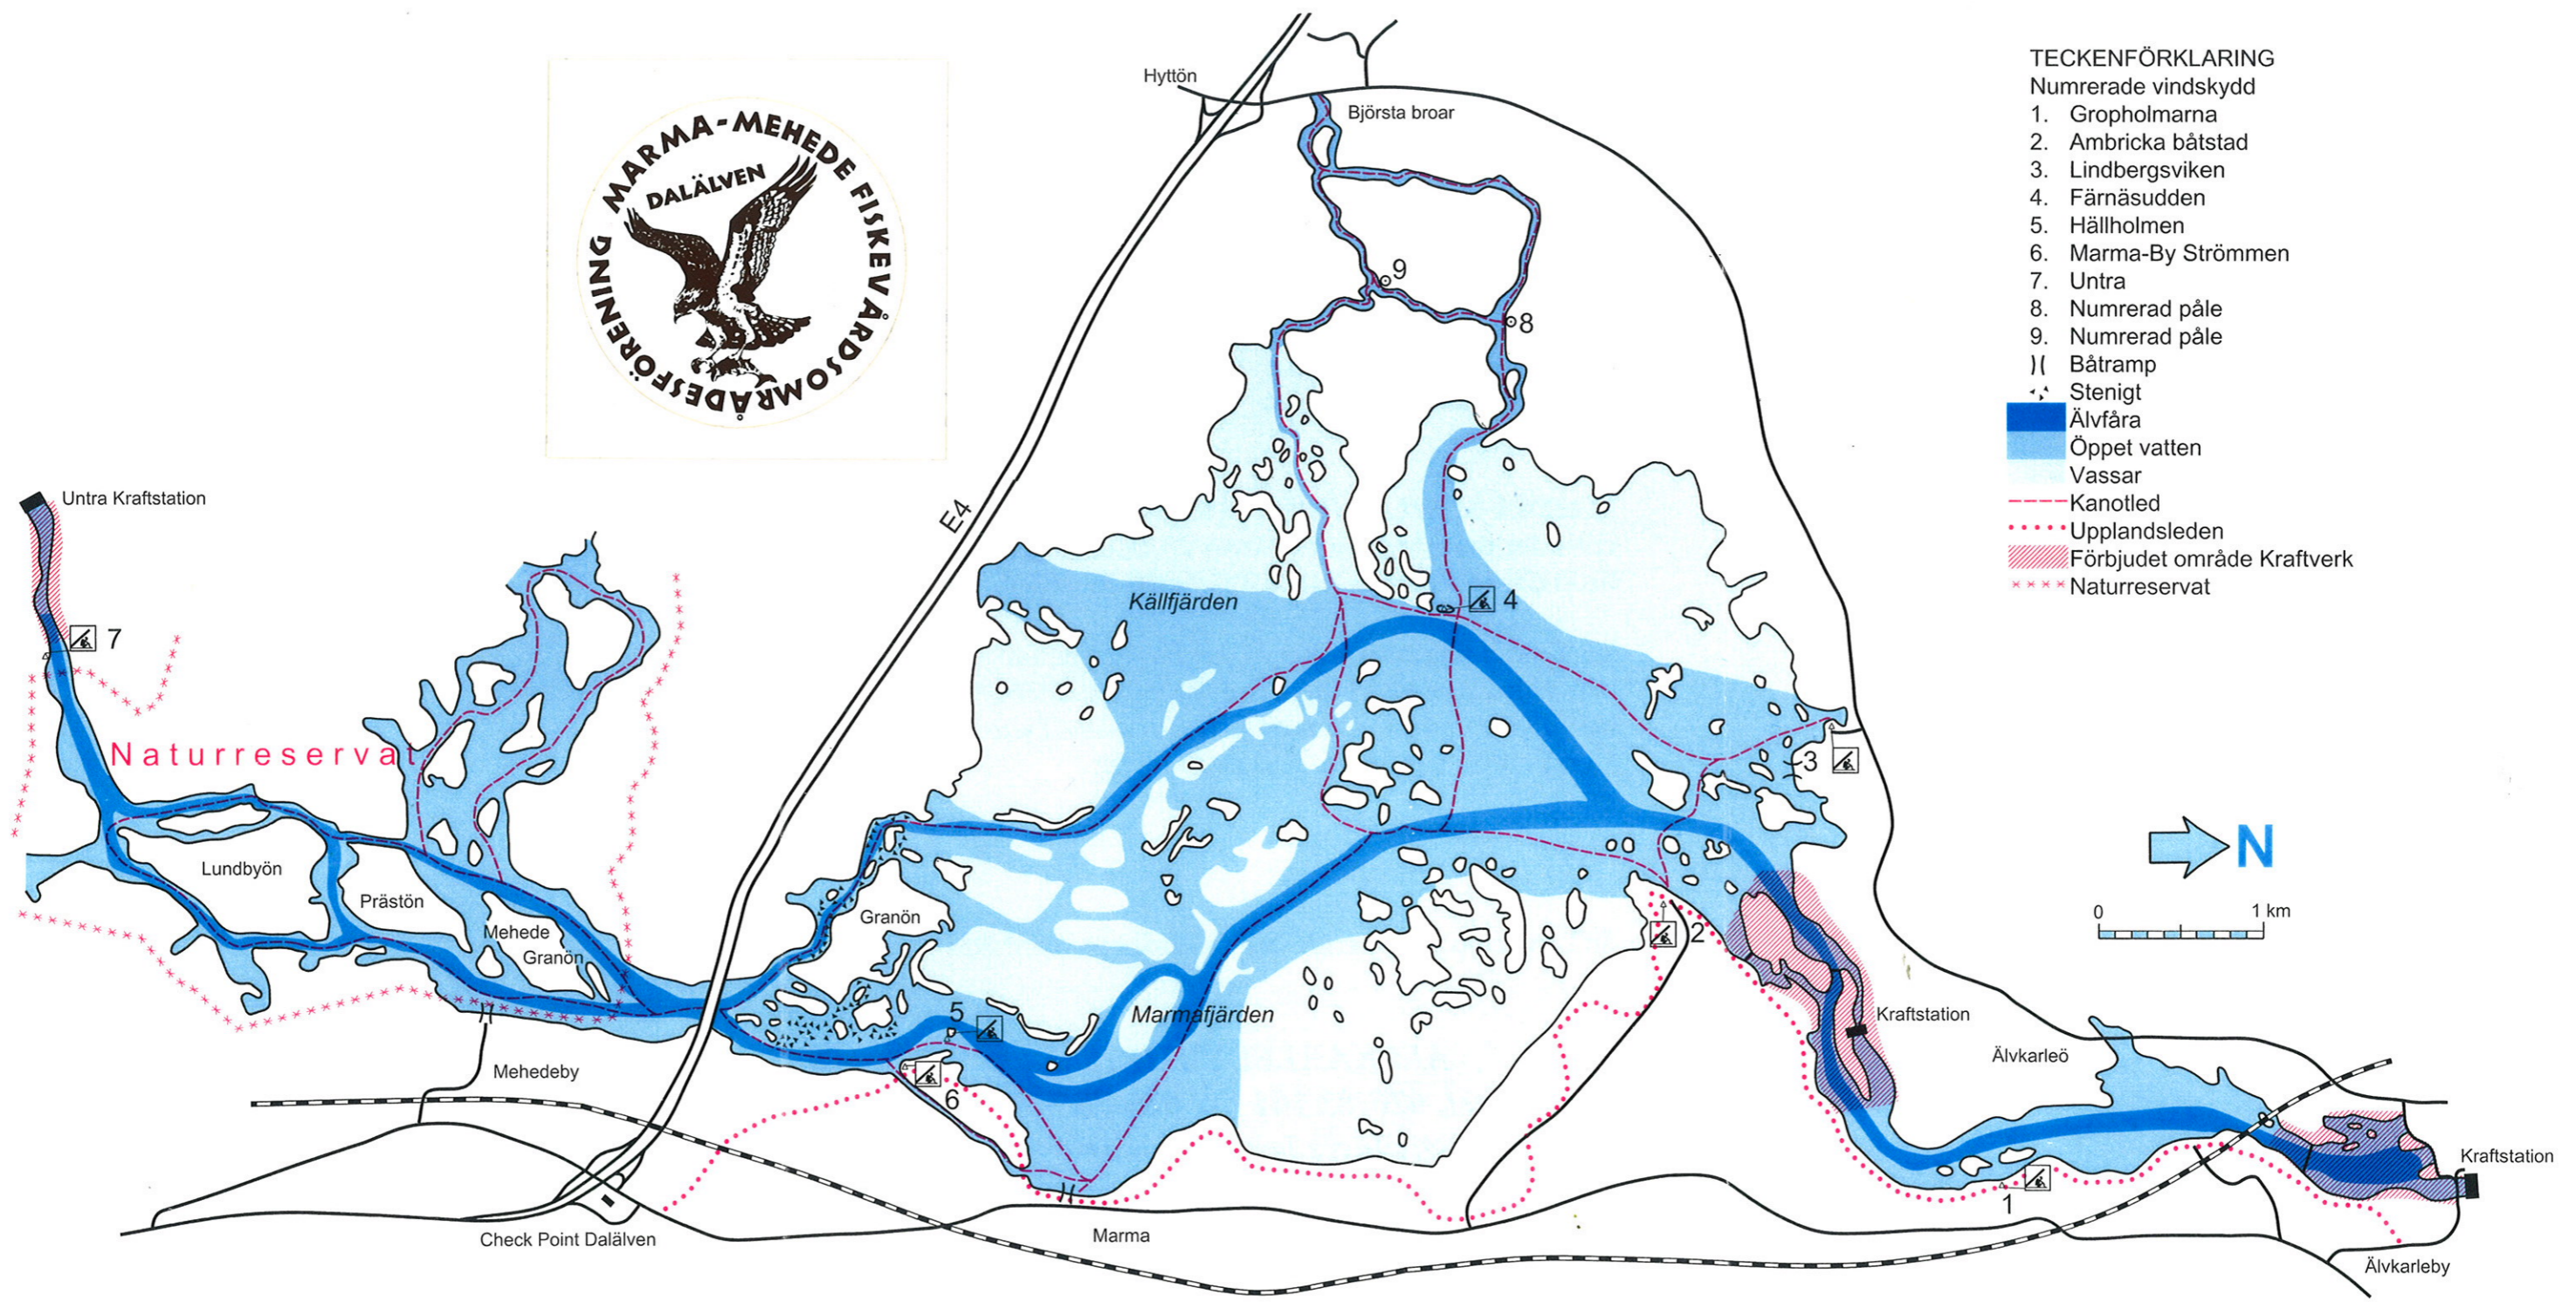 MARMA-MEHEDE FISKEVÅRDSOMRÅDESFÖRENING
DALÄLVEN
Hyttön
Björsta broar
TECKENFÖRKLARING
Numrerade vindskydd
1. Gropholmarna
2. Ambricka båtstad
3. Lindbergsviken
4. Färnäsudden
5. Hällholmen
6. Marma-By Strömmen
7. Untra
8. Numrerad påle
9. Numrerad påle
Båtramp
Stenigt
Älvfåra
Öppet vatten
Vassar
Kanotled
Upplandsleden
Förbjudet område Kraftverk
Naturreservat
9
8
Untra Kraftstation
E4
Källfjärden
4
7
Naturreservat
3
N
Lundbyön
Prästön
Granön
0 1 km
Mehede
Granön
2
5
Marmafjärden
Kraftstation
Älvkarleö
Mehedeby
6
Kraftstation
1
Check Point Dalälven
Marma
Älvkarleby